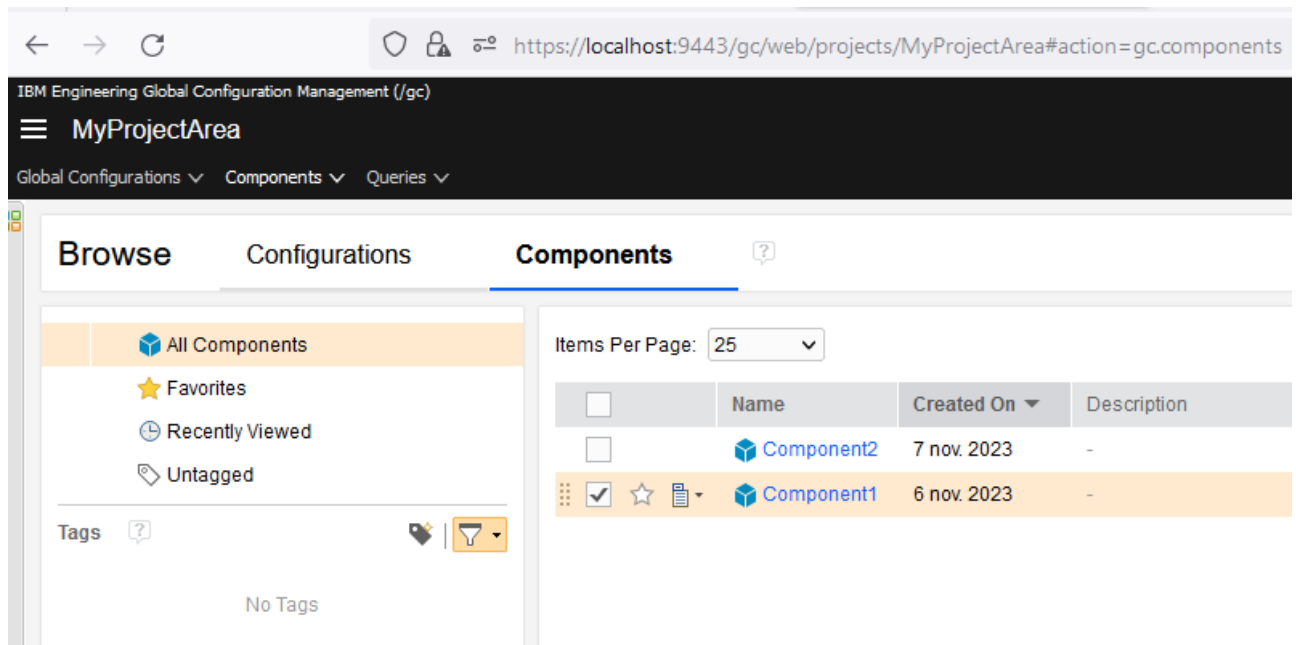 https://localhost:9443/gc/web/projects/MyProjectArea#action=gc.components
IBM Engineering Global Configuration Management (/gc)
MyProjectArea
Global Configurations Components Queries
Browse Configurations Components ?
All Components
Favorites
Recently Viewed
Untagged
Tags ?
No Tags
Items Per Page: 25
Name Created On Description
Component2 7 nov. 2023 -
Component1 6 nov. 2023 -